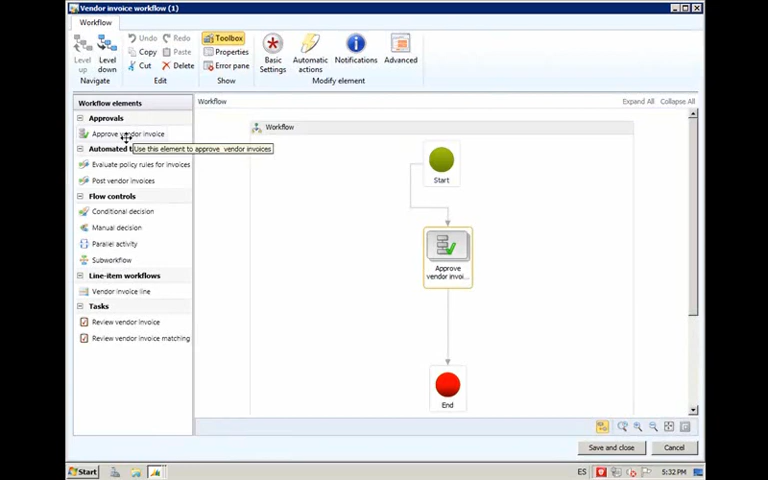 Vendor invoice workflow (1)
Workflow
Level up
Level down
Navigate
Undo Redo
Copy Paste
Cut Delete
Edit
Toolbox
Properties
Error pane
Show
Basic Settings
Automatic actions
Notifications
Advanced
Modify element
Workflow elements
Approvals
Approve vendor invoice
Automated t
Use this element to approve vendor invoices
Evaluate policy rules for invoices
Post vendor invoices
Flow controls
Conditional decision
Manual decision
Parallel activity
Subworkflow
Line-item workflows
Vendor invoice line
Tasks
Review vendor invoice
Review vendor invoice matching
Workflow
Expand All Collapse All
Workflow
Start
Approve
vendor invoi...
End
Save and close
Cancel
Start
ES
5:32 PM